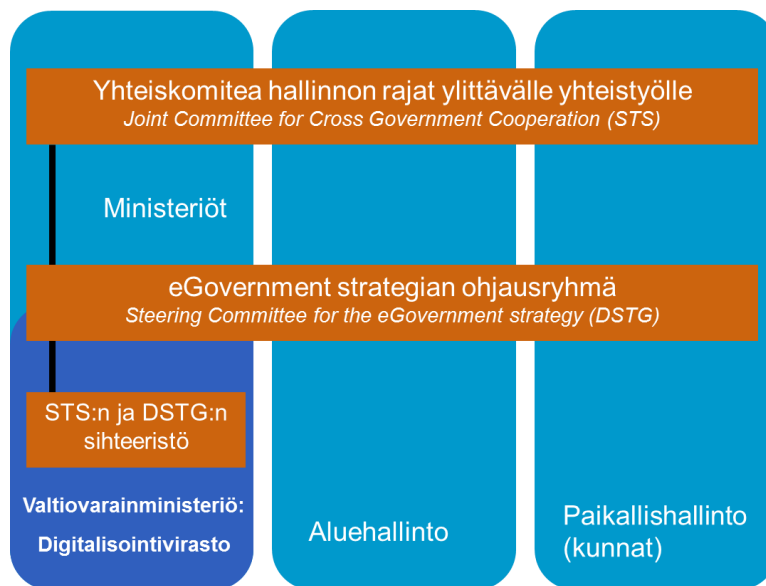 Yhteiskomitea hallinnon rajat ylittävälle yhteistyölle
Joint Committee for Cross Government Cooperation (STS)
Ministeriöt
eGovernment strategian ohjausryhmä
Steering Committee for the eGovernment strategy (DSTG)
STS:n ja DSTG:n
sihteeristö
Valtiovarainministeriö:
Digitalisointivirasto
Aluehallinto
Paikallishallinto
(kunnat)